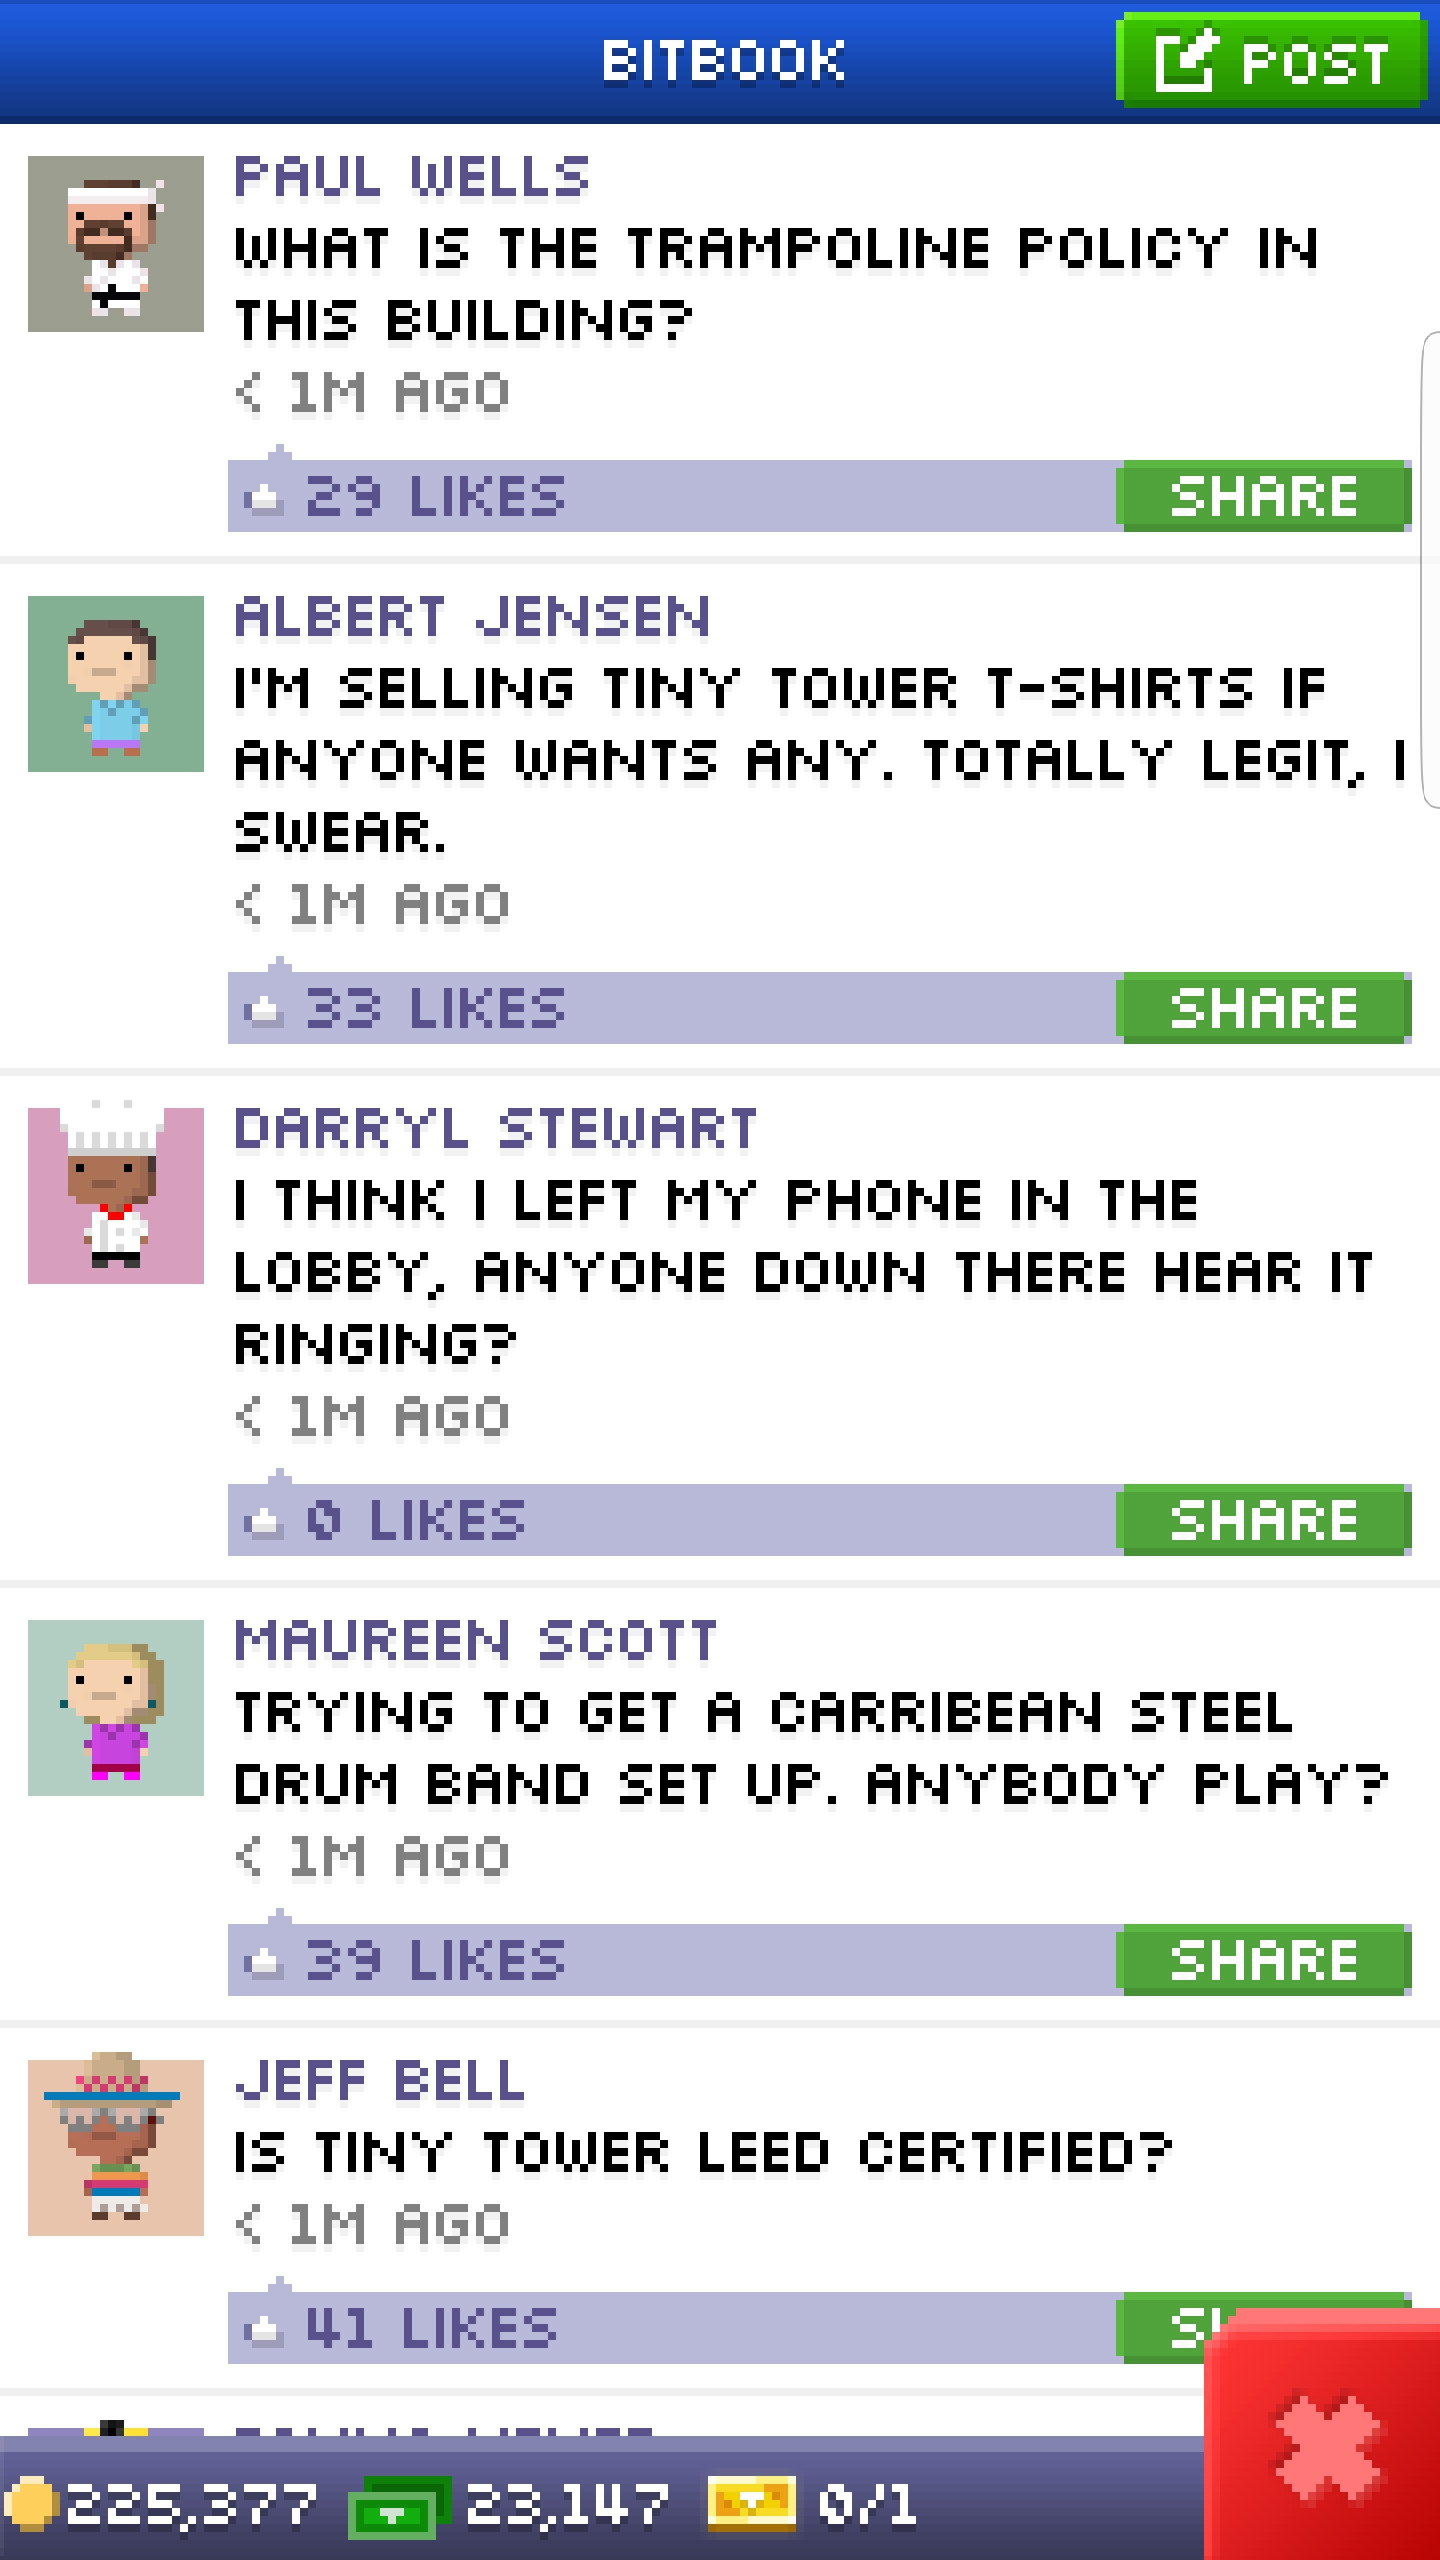 BITBOOK
POST
PAUL WELLS
WHAT IS THE TRAMPOLINE POLICY IN
THIS BUILDING?
< 1M AGO
29 LIKES
SHARE
ALBERT JENSEN
I'M SELLING TINY TOWER T-SHIRTS IF
ANYONE WANTS ANY. TOTALLY LEGIT, I
SWEAR.
< 1M AGO
33 LIKES
SHARE
DARRYL STEWART
I THINK I LEFT MY PHONE IN THE
LOBBY, ANYONE DOWN THERE HEAR IT
RINGING?
< 1M AGO
0 LIKES
SHARE
MAUREEN SCOTT
TRYING TO GET A CARRIBEAN STEEL
DRUM BAND SET UP. ANYBODY PLAY?
< 1M AGO
39 LIKES
SHARE
JEFF BELL
IS TINY TOWER LEED CERTIFIED?
< 1M AGO
41 LIKES
225,377
23,147
0/1